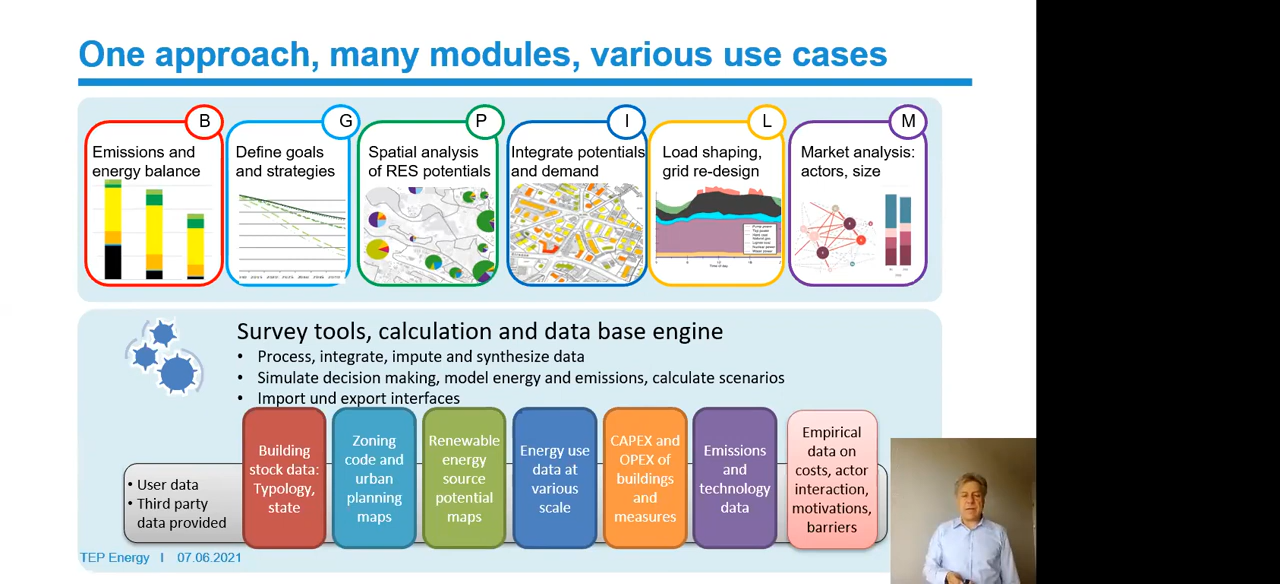 One approach, many modules, various use cases
B
Emissions and
energy balance
G
Define goals
and strategies
P
Spatial analysis
of RES potentials
I
Integrate potentials
and demand
L
Load shaping,
grid re-design
M
Market analysis:
actors, size
Survey tools, calculation and data base engine
• Process, integrate, impute and synthesize data
• Simulate decision making, model energy and emissions, calculate scenarios
• Import und export interfaces
• User data
• Third party
data provided
Building
stock data:
Typology,
state
Zoning
code and
urban
planning
maps
Renewable
energy
source
potential
maps
Energy use
data at
various
scale
CAPEX and
OPEX of
buildings
and
measures
Emissions
and
technology
data
Empirical
data on
costs, actor
interaction,
motivations,
barriers
TEP Energy I 07.06.2021